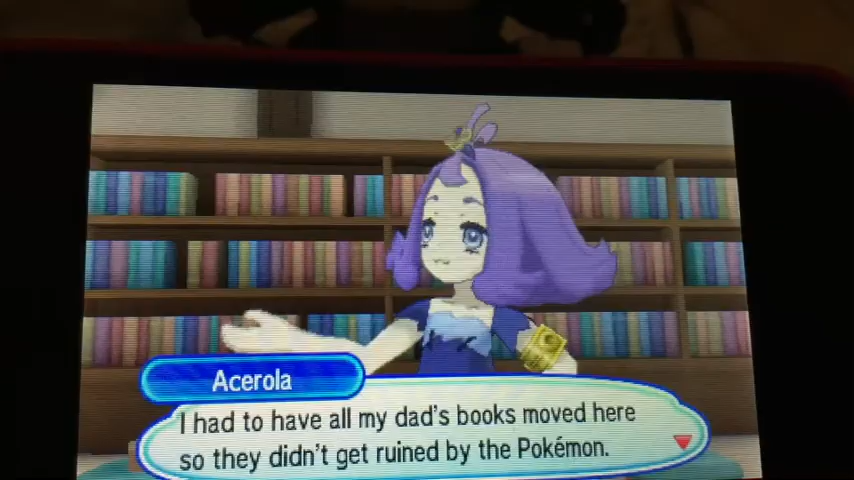 Acerola
I had to have all my dad's books moved here
so they didn't get ruined by the Pokémon.